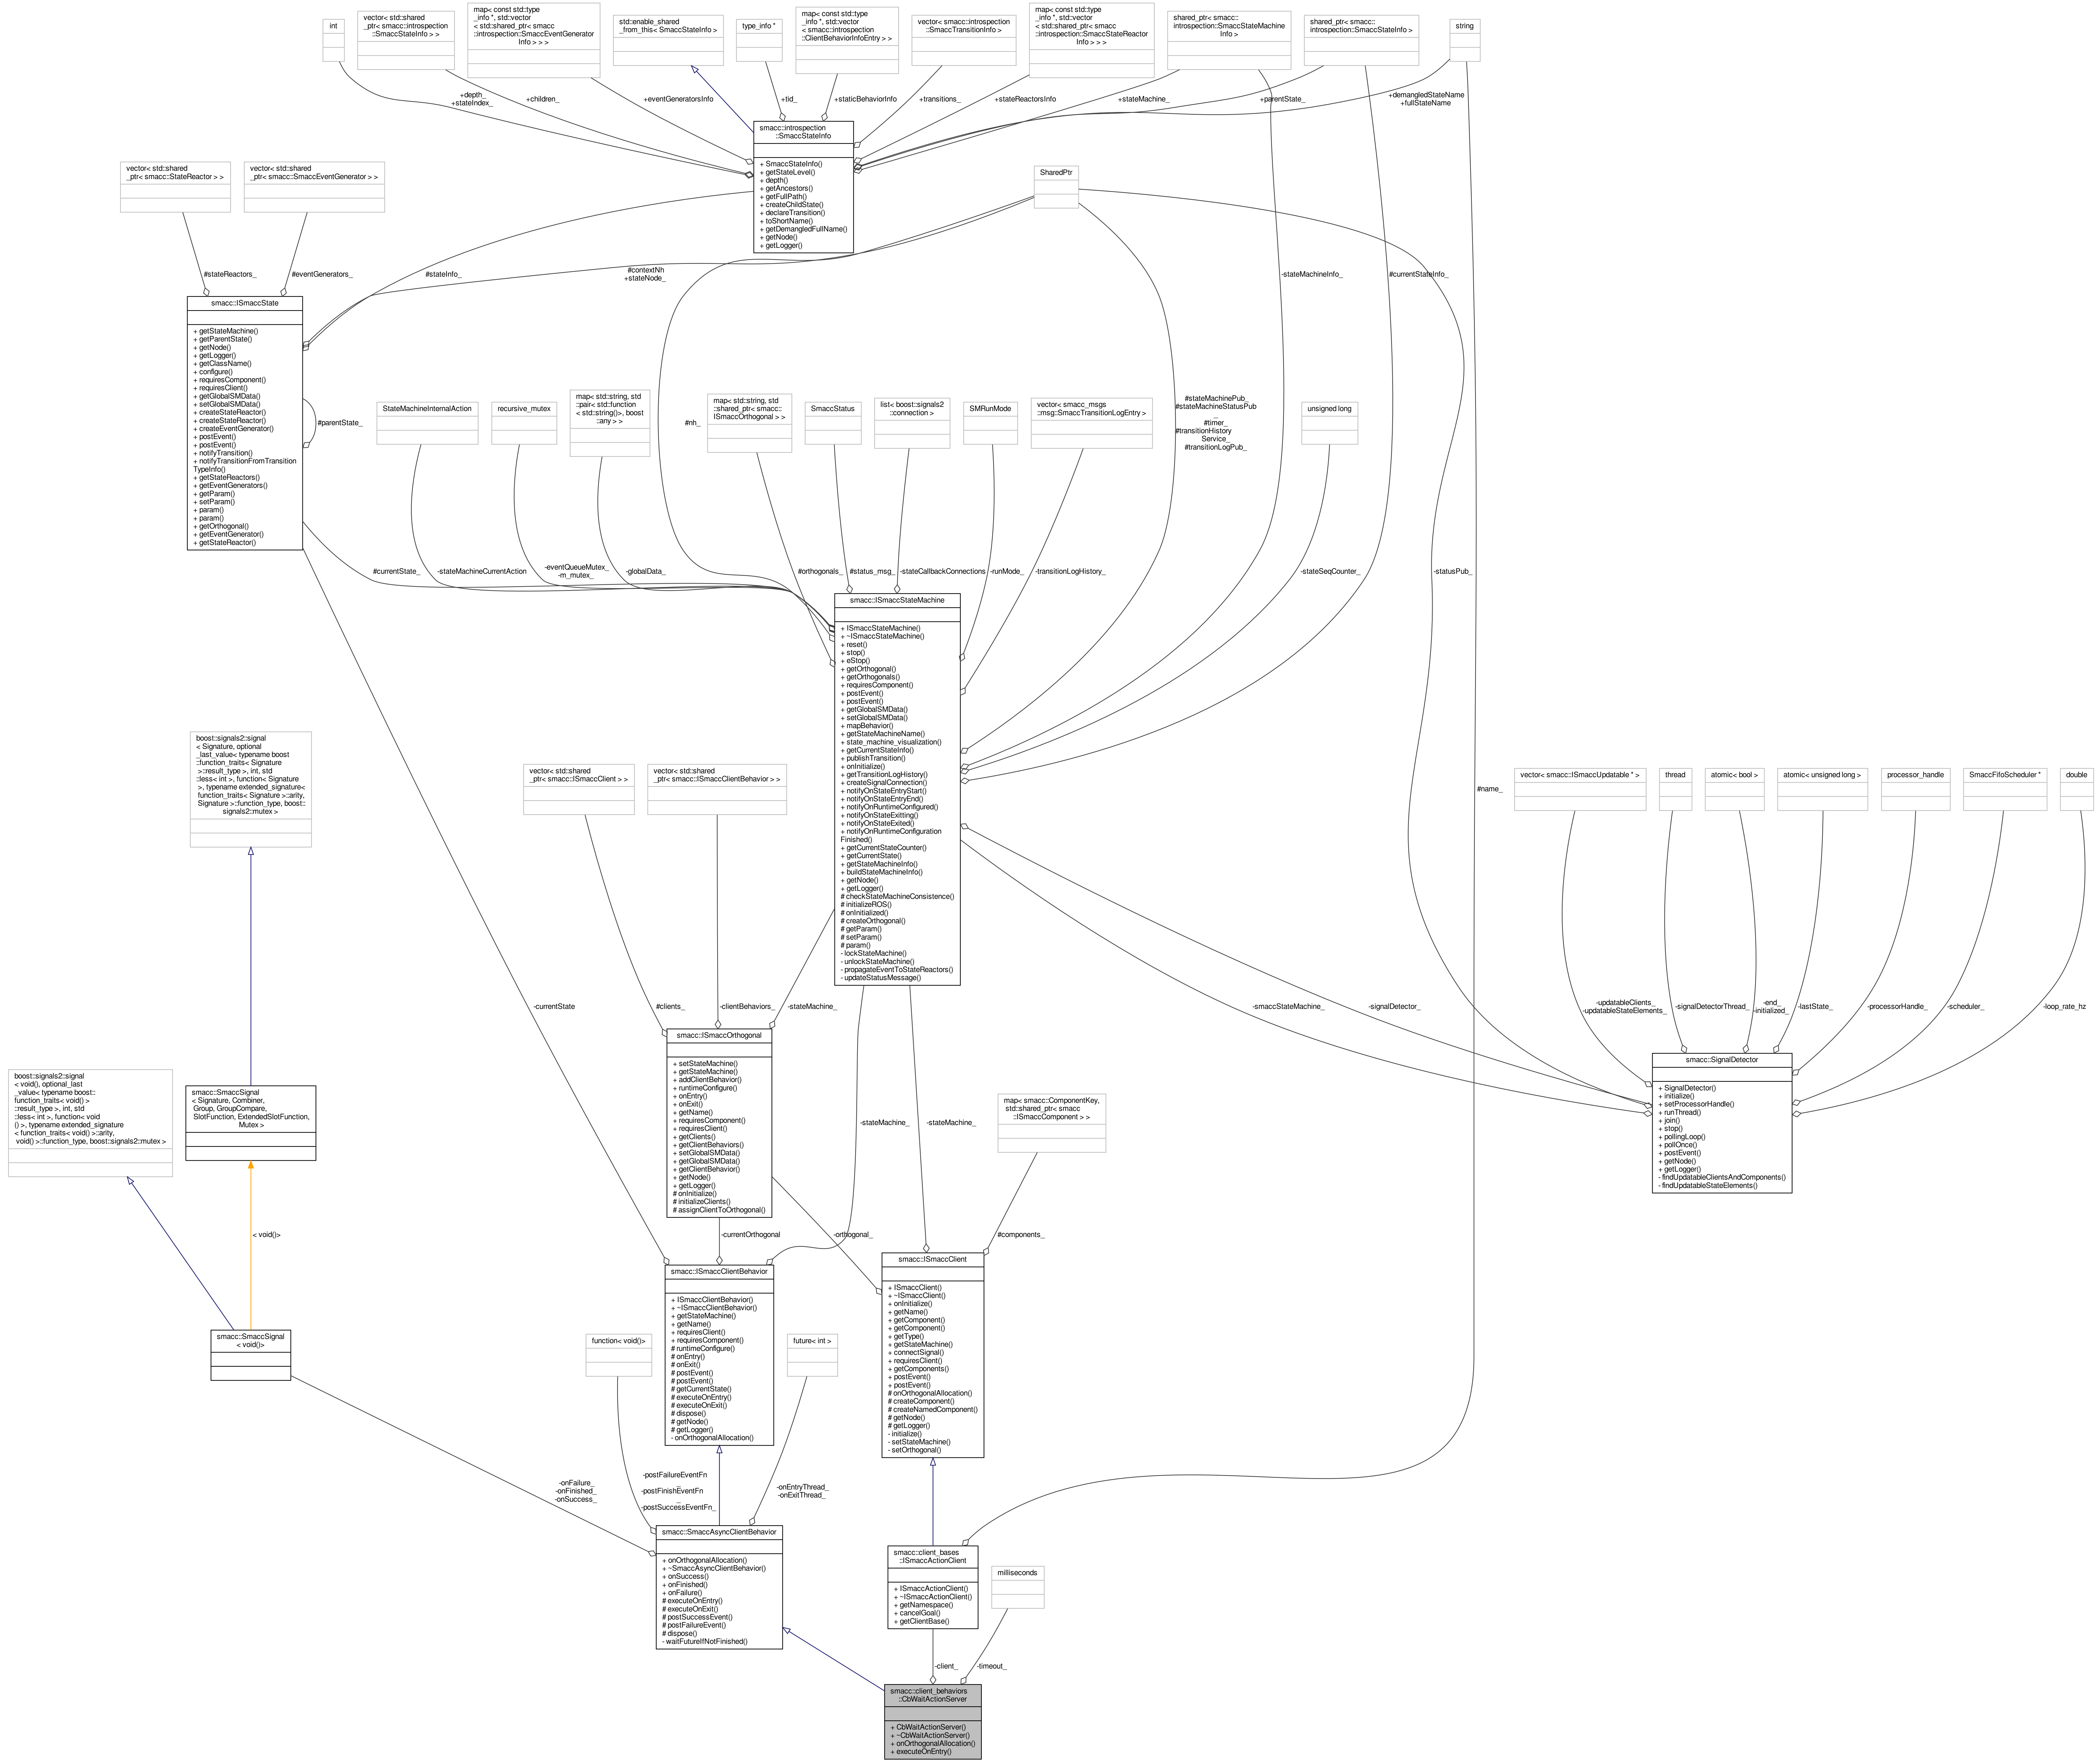 int
vector< std::shared
_ptr< smacc::introspection
::SmaccStateInfo > >
map< const std::type
_info *, std::vector
< std::shared_ptr< smacc
::introspection::SmaccEventGenerator
Info > > >
std::enable_shared
_from_this< SmaccStateInfo >
type_info *
map< const std::type
_info *, std::vector
< smacc::introspection
::ClientBehaviorInfoEntry > >
vector< smacc::introspection
::SmaccTransitionInfo >
map< const std::type
_info *, std::vector
< std::shared_ptr< smacc
::introspection::SmaccStateReactor
Info > > >
shared_ptr< smacc::
introspection::SmaccStateMachine
Info >
shared_ptr< smacc::
introspection::SmaccStateInfo >
string
+depth_
+stateIndex_
+children_
+eventGeneratorsInfo
+tid_
+staticBehaviorInfo
+transitions_
+stateReactorsInfo
+stateMachine_
+parentState_
+demangledStateName
+fullStateName
smacc::introspection
::SmaccStateInfo
+ SmaccStateInfo()
+ getStateLevel()
+ depth()
+ getAncestors()
+ getFullPath()
+ createChildState()
+ declareTransition()
+ toShortName()
+ getDemangledFullName()
+ getNode()
+ getLogger()
vector< std::shared
_ptr< smacc::StateReactor > >
vector< std::shared
_ptr< smacc::SmaccEventGenerator > >
SharedPtr
#stateReactors_
#eventGenerators_
#stateInfo_
#contextNh
+stateNode_
-stateMachineInfo_
#currentStateInfo_
smacc::ISmaccState
+ getStateMachine()
+ getParentState()
+ getNode()
+ getLogger()
+ getClassName()
+ configure()
+ requiresComponent()
+ requiresClient()
+ getGlobalSMData()
+ setGlobalSMData()
+ createStateReactor()
+ createStateReactor()
+ createEventGenerator()
+ postEvent()
+ postEvent()
+ notifyTransition()
+ notifyTransitionFromTransition
TypeInfo()
+ getStateReactors()
+ getEventGenerators()
+ getParam()
+ setParam()
+ param()
+ param()
+ getOrthogonal()
+ getEventGenerator()
+ getStateReactor()
#parentState_
StateMachineInternalAction
recursive_mutex
map< std::string, std
::pair< std::function
< std::string()>, boost
::any > >
#nh_
map< std::string, std
::shared_ptr< smacc::
ISmaccOrthogonal > >
SmaccStatus
list< boost::signals2
::connection >
SMRunMode
vector< smacc_msgs
::msg::SmaccTransitionLogEntry >
#stateMachinePub_
#stateMachineStatusPub
_
#timer_
#transitionHistory
Service_
#transitionLogPub_
unsigned long
#currentState_
-stateMachineCurrentAction
-eventQueueMutex_
-m_mutex_
-globalData_
#orthogonals_
#status_msg_
-stateCallbackConnections
-runMode_
-transitionLogHistory_
-stateSeqCounter_
-statusPub_
smacc::ISmaccStateMachine
+ ISmaccStateMachine()
+ ~ISmaccStateMachine()
+ reset()
+ stop()
+ eStop()
+ getOrthogonal()
+ getOrthogonals()
+ requiresComponent()
+ postEvent()
+ postEvent()
+ getGlobalSMData()
+ setGlobalSMData()
+ mapBehavior()
+ getStateMachineName()
+ state_machine_visualization()
+ getCurrentStateInfo()
+ publishTransition()
+ onInitialize()
+ getTransitionLogHistory()
+ createSignalConnection()
+ notifyOnStateEntryStart()
+ notifyOnStateEntryEnd()
+ notifyOnRuntimeConfigured()
+ notifyOnStateExitting()
+ notifyOnStateExited()
+ notifyOnRuntimeConfiguration
Finished()
+ getCurrentStateCounter()
+ getCurrentState()
+ getStateMachineInfo()
+ buildStateMachineInfo()
+ getNode()
+ getLogger()
# checkStateMachineConsistence()
# initializeROS()
# onInitialized()
# createOrthogonal()
# getParam()
# setParam()
# param()
- lockStateMachine()
- unlockStateMachine()
- propagateEventToStateReactors()
- updateStatusMessage()
boost::signals2::signal
< Signature, optional
_last_value< typename boost
::function_traits< Signature
>::result_type >, int, std
::less< int >, function< Signature
>, typename extended_signature<
function_traits< Signature >::arity,
Signature >::function_type, boost::
signals2::mutex >
vector< std::shared
_ptr< smacc::ISmaccClient > >
vector< std::shared
_ptr< smacc::ISmaccClientBehavior > >
#name_
vector< smacc::ISmaccUpdatable * >
thread
atomic< bool >
atomic< unsigned long >
processor_handle
SmaccFifoScheduler *
double
-currentState
#clients_
-clientBehaviors_
-stateMachine_
-smaccStateMachine_
-signalDetector_
-updatableClients_
-updatableStateElements_
-signalDetectorThread_
-end_
-initialized_
-lastState_
-processorHandle_
-scheduler_
-loop_rate_hz
smacc::ISmaccOrthogonal
+ setStateMachine()
+ getStateMachine()
+ addClientBehavior()
+ runtimeConfigure()
+ onEntry()
+ onExit()
+ getName()
+ requiresComponent()
+ requiresClient()
+ getClients()
+ getClientBehaviors()
+ setGlobalSMData()
+ getGlobalSMData()
+ getClientBehavior()
+ getNode()
+ getLogger()
# onInitialize()
# initializeClients()
# assignClientToOrthogonal()
smacc::SignalDetector
+ SignalDetector()
+ initialize()
+ setProcessorHandle()
+ runThread()
+ join()
+ stop()
+ pollingLoop()
+ pollOnce()
+ postEvent()
+ getNode()
+ getLogger()
- findUpdatableClientsAndComponents()
- findUpdatableStateElements()
boost::signals2::signal
< void(), optional_last
_value< typename boost::
function_traits< void() >
::result_type >, int, std
::less< int >, function< void
() >, typename extended_signature
< function_traits< void() >::arity,
void() >::function_type, boost::signals2::mutex >
smacc::SmaccSignal
< Signature, Combiner,
Group, GroupCompare,
SlotFunction, ExtendedSlotFunction,
Mutex >
map< smacc::ComponentKey,
std::shared_ptr< smacc
::ISmaccComponent > >
-stateMachine_
-stateMachine_
< void()>
-currentOrthogonal
-orthogonal_
#components_
smacc::ISmaccClientBehavior
+ ISmaccClientBehavior()
+ ~ISmaccClientBehavior()
+ getStateMachine()
+ getName()
+ requiresClient()
+ requiresComponent()
# runtimeConfigure()
# onEntry()
# onExit()
# postEvent()
# postEvent()
# getCurrentState()
# executeOnEntry()
# executeOnExit()
# dispose()
# getNode()
# getLogger()
- onOrthogonalAllocation()
smacc::ISmaccClient
+ ISmaccClient()
+ ~ISmaccClient()
+ onInitialize()
+ getName()
+ getComponent()
+ getComponent()
+ getType()
+ getStateMachine()
+ connectSignal()
+ requiresClient()
+ getComponents()
+ postEvent()
+ postEvent()
# onOrthogonalAllocation()
# createComponent()
# createNamedComponent()
# getNode()
# getLogger()
- initialize()
- setStateMachine()
- setOrthogonal()
smacc::SmaccSignal
< void()>
function< void()>
future< int >
-onFailure_
-onFinished_
-onSuccess_
-postFailureEventFn
_
-postFinishEventFn
_
-postSuccessEventFn_
-onEntryThread_
-onExitThread_
smacc::SmaccAsyncClientBehavior
+ onOrthogonalAllocation()
+ ~SmaccAsyncClientBehavior()
+ onSuccess()
+ onFinished()
+ onFailure()
# executeOnEntry()
# executeOnExit()
# postSuccessEvent()
# postFailureEvent()
# dispose()
- waitFutureIfNotFinished()
smacc::client_bases
::ISmaccActionClient
+ ISmaccActionClient()
+ ~ISmaccActionClient()
+ getNamespace()
+ cancelGoal()
+ getClientBase()
milliseconds
-client_
-timeout_
smacc::client_behaviors
::CbWaitActionServer
+ CbWaitActionServer()
+ ~CbWaitActionServer()
+ onOrthogonalAllocation()
+ executeOnEntry()